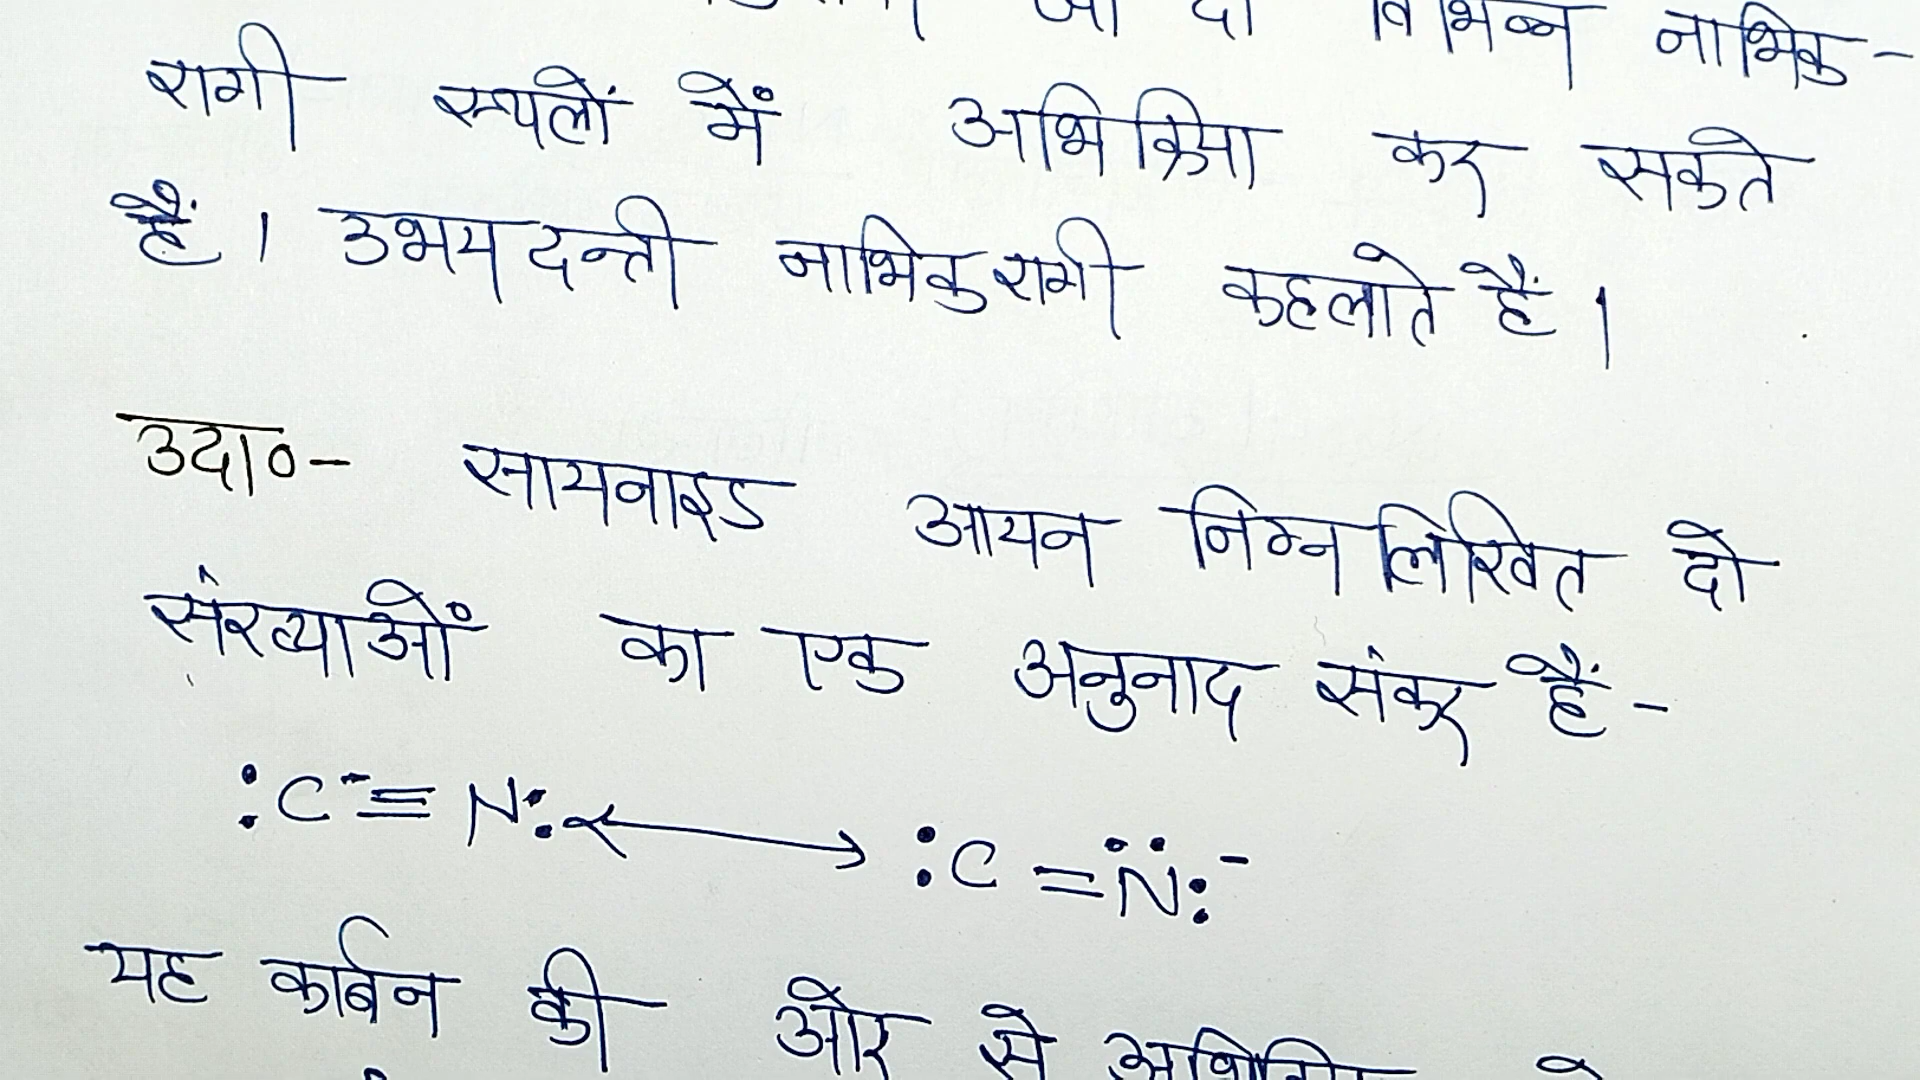 जो दो विभिन्न नाभिक-
रागी स्थलों में अभिक्रिया कर सकते
हैं। उभयदन्ती नाभिकरागी कहलाते हैं।
उदा०- सायनाइड आयन निम्नलिखित दो
संरव्याओं का एक अनुनाद संकर हैं-
:C⁻≡N: ⟷ :C=N̈:⁻
यह कार्बन की ओर से